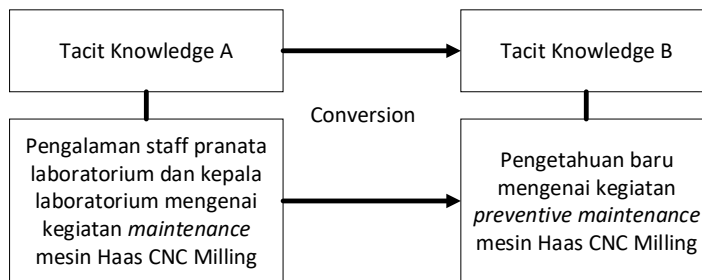 Tacit Knowledge A
Tacit Knowledge B
Conversion
Pengalaman staff pranata
laboratorium dan kepala
laboratorium mengenai
kegiatan maintenance
mesin Haas CNC Milling
Pengetahuan baru
mengenai kegiatan
preventive maintenance
mesin Haas CNC Milling